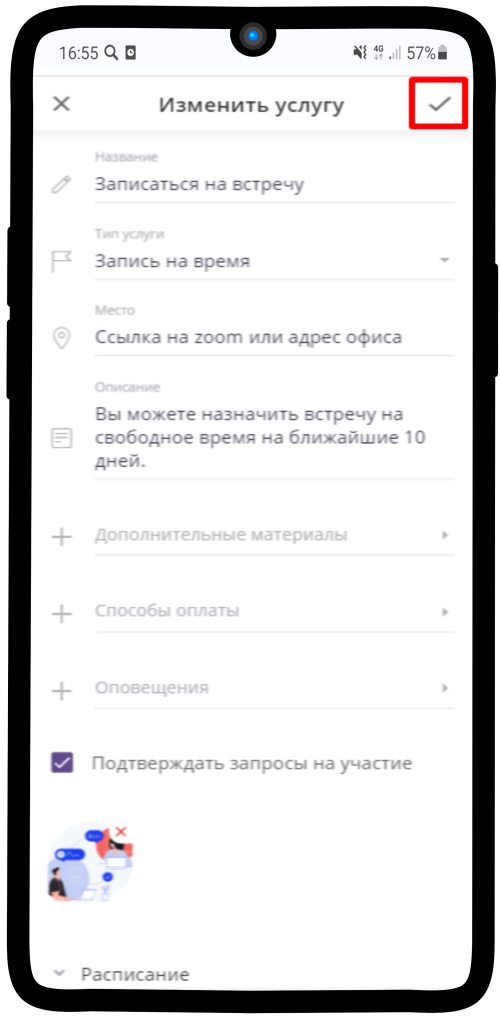 16:55
4G
57%
Изменить услугу
Название
Записаться на встречу
Тип услуги
Запись на время
Место
Ссылка на zoom или адрес офиса
Описание
Вы можете назначить встречу на
свободное время на ближайшие 10
дней.
Дополнительные материалы
Способы оплаты
Оповещения
Подтверждать запросы на участие
Расписание